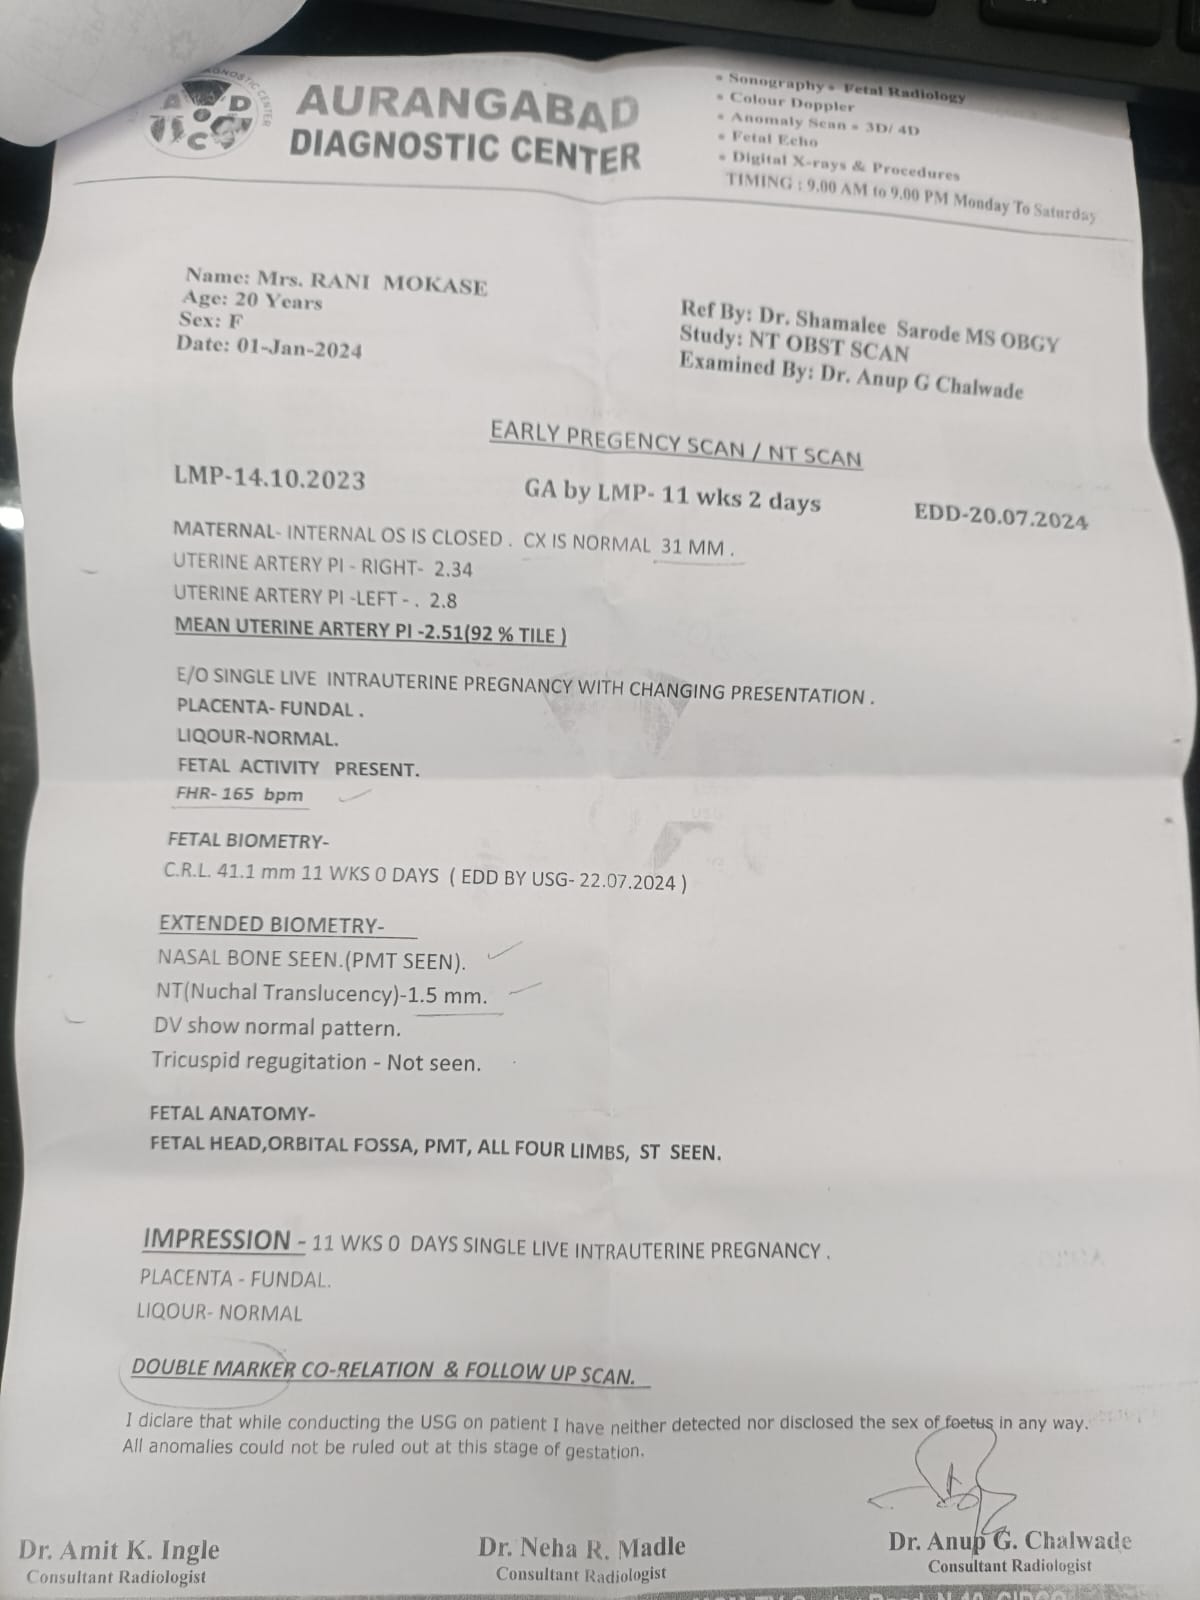 AURANGABAD
DIAGNOSTIC CENTER
• Sonography • Fetal Radiology
• Colour Doppler
• Anomaly Scan • 3D/ 4D
• Fetal Echo
• Digital X-rays & Procedures
TIMING : 9.00 AM to 9.00 PM Monday To Saturday
Name: Mrs. RANI MOKASE
Age: 20 Years
Sex: F
Date: 01-Jan-2024
Ref By: Dr. Shamalee Sarode MS OBGY
Study: NT OBST SCAN
Examined By: Dr. Anup G Chalwade
EARLY PREGENCY SCAN / NT SCAN
LMP-14.10.2023 GA by LMP- 11 wks 2 days EDD-20.07.2024
MATERNAL- INTERNAL OS IS CLOSED . CX IS NORMAL 31 MM .
UTERINE ARTERY PI - RIGHT- 2.34
UTERINE ARTERY PI -LEFT - . 2.8
MEAN UTERINE ARTERY PI -2.51(92 % TILE )
E/O SINGLE LIVE INTRAUTERINE PREGNANCY WITH CHANGING PRESENTATION .
PLACENTA- FUNDAL .
LIQOUR-NORMAL.
FETAL ACTIVITY PRESENT.
FHR- 165 bpm
FETAL BIOMETRY-
C.R.L. 41.1 mm 11 WKS 0 DAYS ( EDD BY USG- 22.07.2024 )
EXTENDED BIOMETRY-
NASAL BONE SEEN.(PMT SEEN).
NT(Nuchal Translucency)-1.5 mm.
DV show normal pattern.
Tricuspid regugitation - Not seen.
FETAL ANATOMY-
FETAL HEAD,ORBITAL FOSSA, PMT, ALL FOUR LIMBS, ST SEEN.
IMPRESSION - 11 WKS 0 DAYS SINGLE LIVE INTRAUTERINE PREGNANCY .
PLACENTA - FUNDAL.
LIQOUR- NORMAL
DOUBLE MARKER CO-RELATION & FOLLOW UP SCAN.
I diclare that while conducting the USG on patient I have neither detected nor disclosed the sex of foetus in any way.
All anomalies could not be ruled out at this stage of gestation.
Dr. Amit K. Ingle
Consultant Radiologist
Dr. Neha R. Madle
Consultant Radiologist
Dr. Anup G. Chalwade
Consultant Radiologist